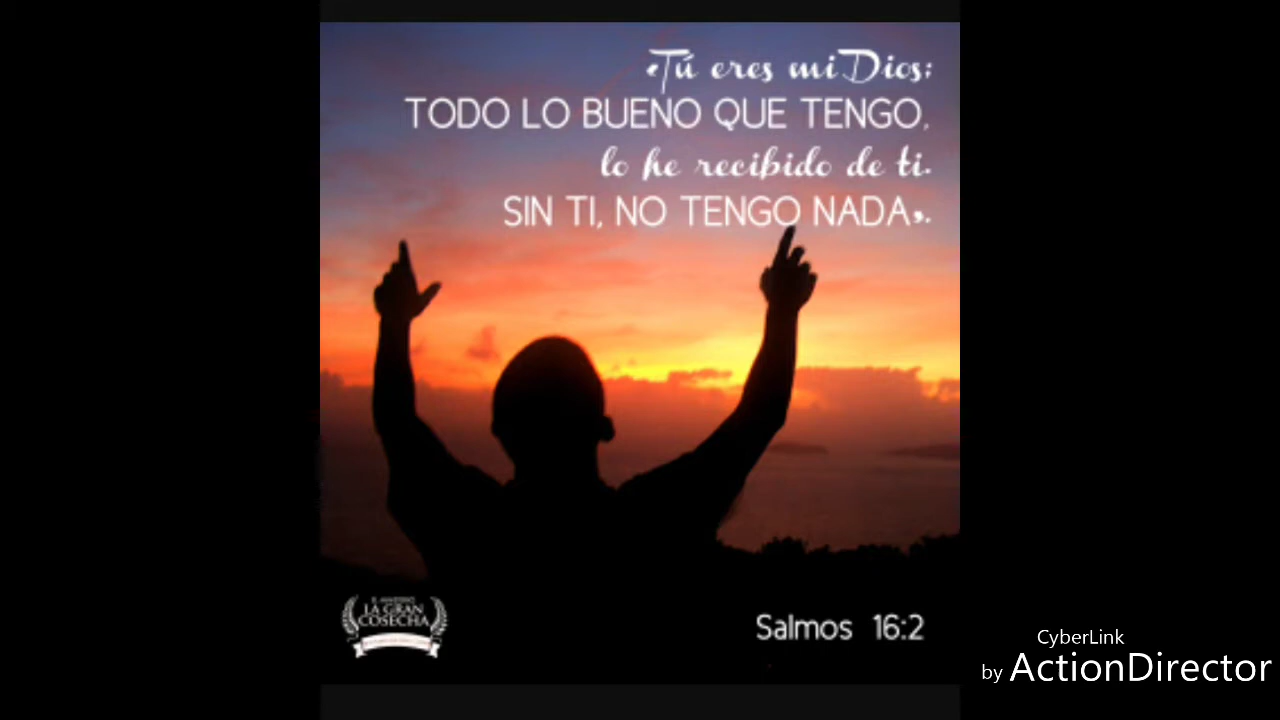 «Tú eres mi Dios;
TODO LO BUENO QUE TENGO,
lo he recibido de ti.
SIN TI, NO TENGO NADA».
LA GRAN
COSECHA
Salmos 16:2
CyberLink
by ActionDirector